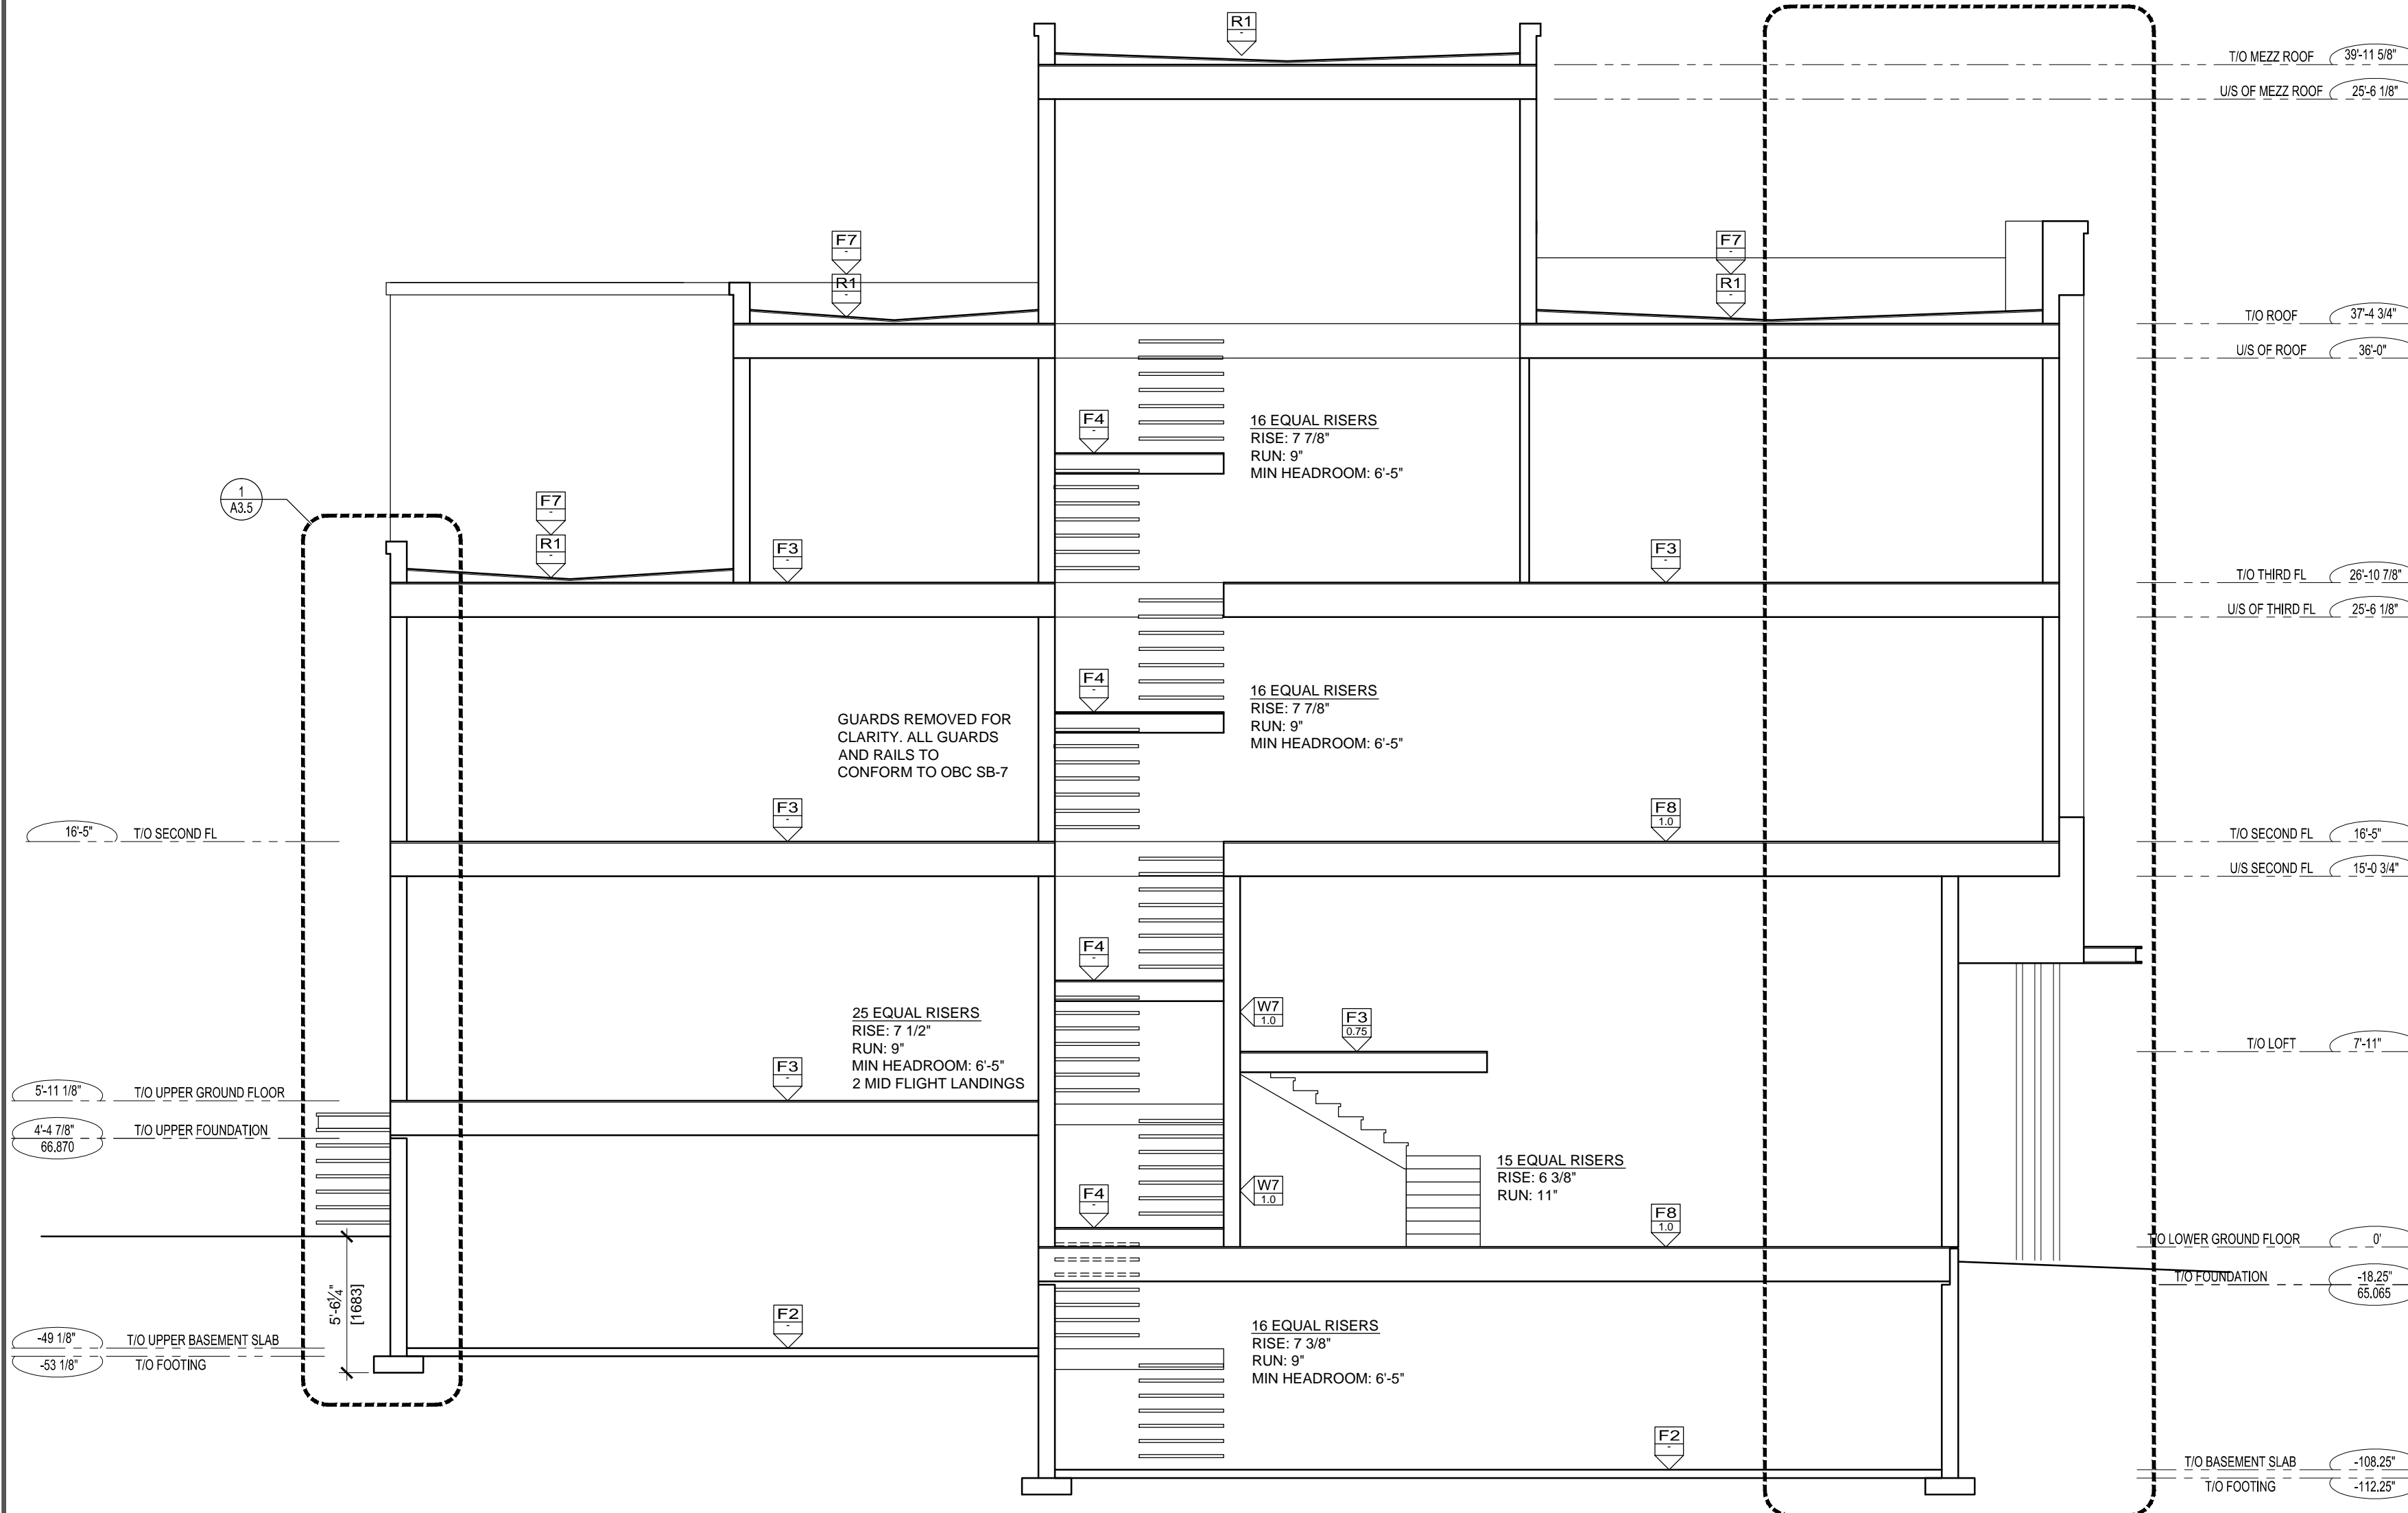 R1
-
T/O MEZZ ROOF 39'-11 5/8"
U/S OF MEZZ ROOF 25'-6 1/8"
F7
-
R1
-
F7
-
R1
-
T/O ROOF 37'-4 3/4"
U/S OF ROOF 36'-0"
F4
-
16 EQUAL RISERS
RISE: 7 7/8"
RUN: 9"
MIN HEADROOM: 6'-5"
1
A3.5
F7
-
R1
-
F3
-
F3
-
T/O THIRD FL 26'-10 7/8"
U/S OF THIRD FL 25'-6 1/8"
F4
-
16 EQUAL RISERS
RISE: 7 7/8"
RUN: 9"
MIN HEADROOM: 6'-5"
GUARDS REMOVED FOR
CLARITY. ALL GUARDS
AND RAILS TO
CONFORM TO OBC SB-7
F3
-
F8
1.0
16'-5" T/O SECOND FL
T/O SECOND FL 16'-5"
U/S SECOND FL 15'-0 3/4"
F4
-
25 EQUAL RISERS
RISE: 7 1/2"
RUN: 9"
MIN HEADROOM: 6'-5"
2 MID FLIGHT LANDINGS
W7
1.0
F3
0.75
T/O LOFT 7'-11"
F3
-
5'-11 1/8" T/O UPPER GROUND FLOOR
4'-4 7/8" T/O UPPER FOUNDATION
66.870
15 EQUAL RISERS
RISE: 6 3/8"
RUN: 11"
W7
1.0
F4
-
F8
1.0
T/O LOWER GROUND FLOOR 0'
T/O FOUNDATION -18.25"
65.065
5'-6 1/4"
[1683]
F2
-
-49 1/8" T/O UPPER BASEMENT SLAB
-53 1/8" T/O FOOTING
16 EQUAL RISERS
RISE: 7 3/8"
RUN: 9"
MIN HEADROOM: 6'-5"
F2
-
T/O BASEMENT SLAB -108.25"
T/O FOOTING -112.25"